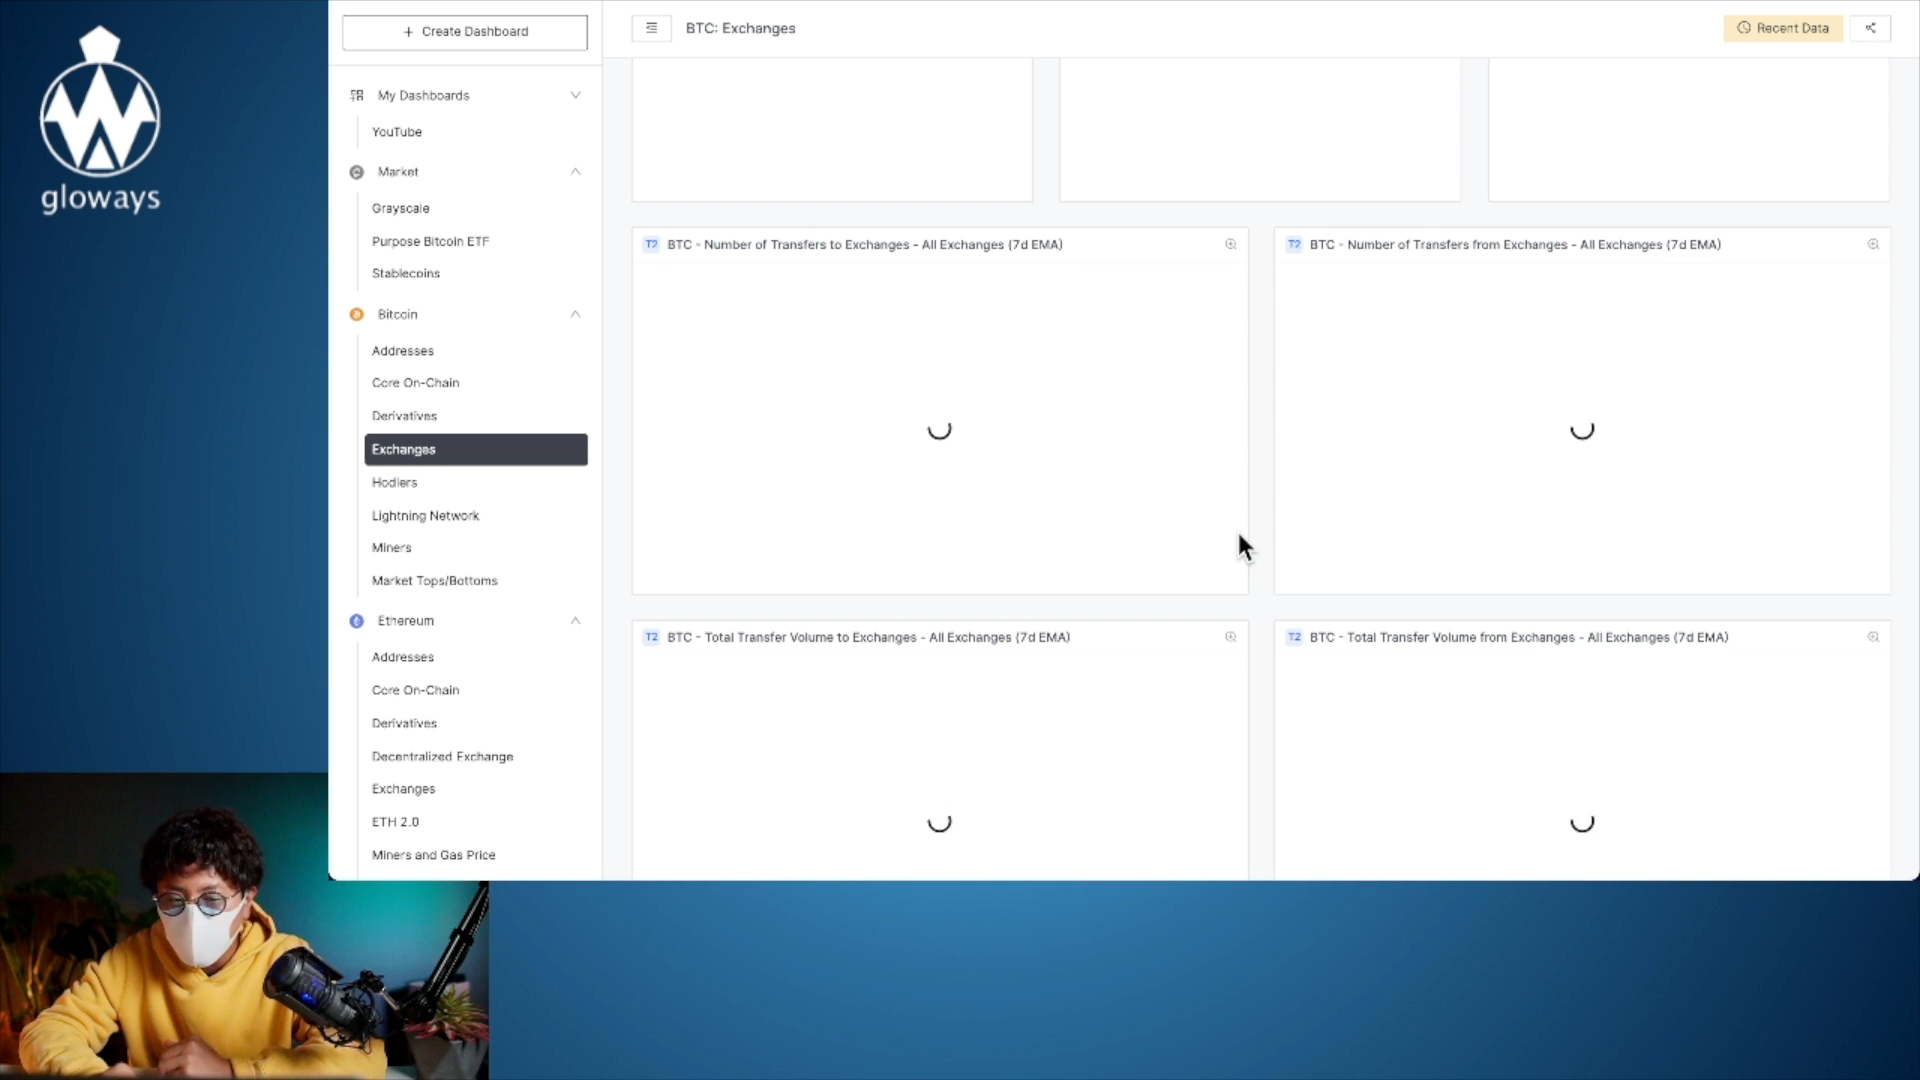 gloways
+ Create Dashboard
My Dashboards
YouTube
Market
Grayscale
Purpose Bitcoin ETF
Stablecoins
Bitcoin
Addresses
Core On-Chain
Derivatives
Exchanges
Hodlers
Lightning Network
Miners
Market Tops/Bottoms
Ethereum
Addresses
Core On-Chain
Derivatives
Decentralized Exchange
Exchanges
ETH 2.0
Miners and Gas Price
BTC: Exchanges
Recent Data
T2 BTC - Number of Transfers to Exchanges - All Exchanges (7d EMA)
T2 BTC - Number of Transfers from Exchanges - All Exchanges (7d EMA)
T2 BTC - Total Transfer Volume to Exchanges - All Exchanges (7d EMA)
T2 BTC - Total Transfer Volume from Exchanges - All Exchanges (7d EMA)